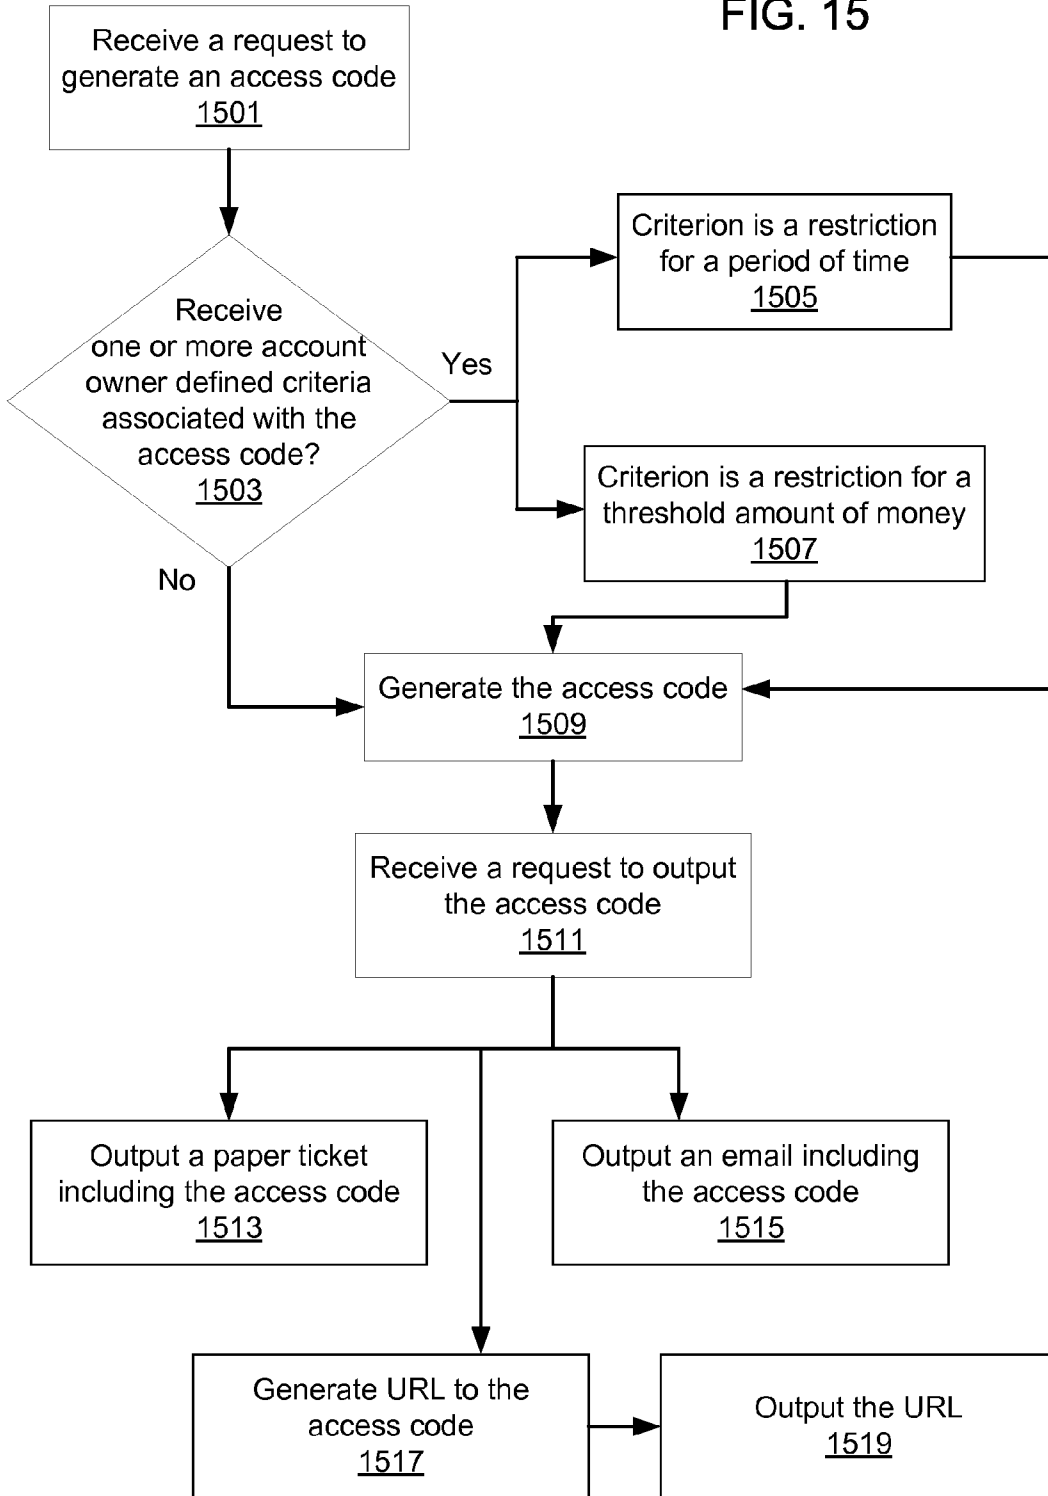 FIG. 15
Receive a request to
generate an access code
1501
Receive
one or more account
owner defined criteria
associated with the
access code?
1503
Yes
No
Criterion is a restriction
for a period of time
1505
Criterion is a restriction for a
threshold amount of money
1507
Generate the access code
1509
Receive a request to output
the access code
1511
Output a paper ticket
including the access code
1513
Output an email including
the access code
1515
Generate URL to the
access code
1517
Output the URL
1519